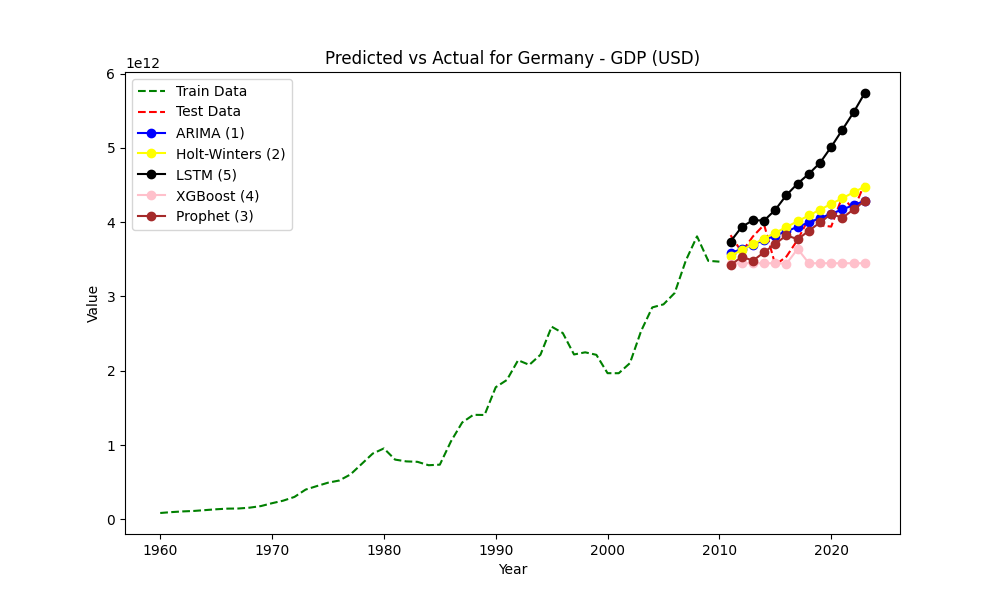 Predicted vs Actual for Germany - GDP (USD)
1e12
6
5
4
3
2
1
0
Value
Train Data
Test Data
ARIMA (1)
Holt-Winters (2)
LSTM (5)
XGBoost (4)
Prophet (3)
1960 1970 1980 1990 2000 2010 2020
Year